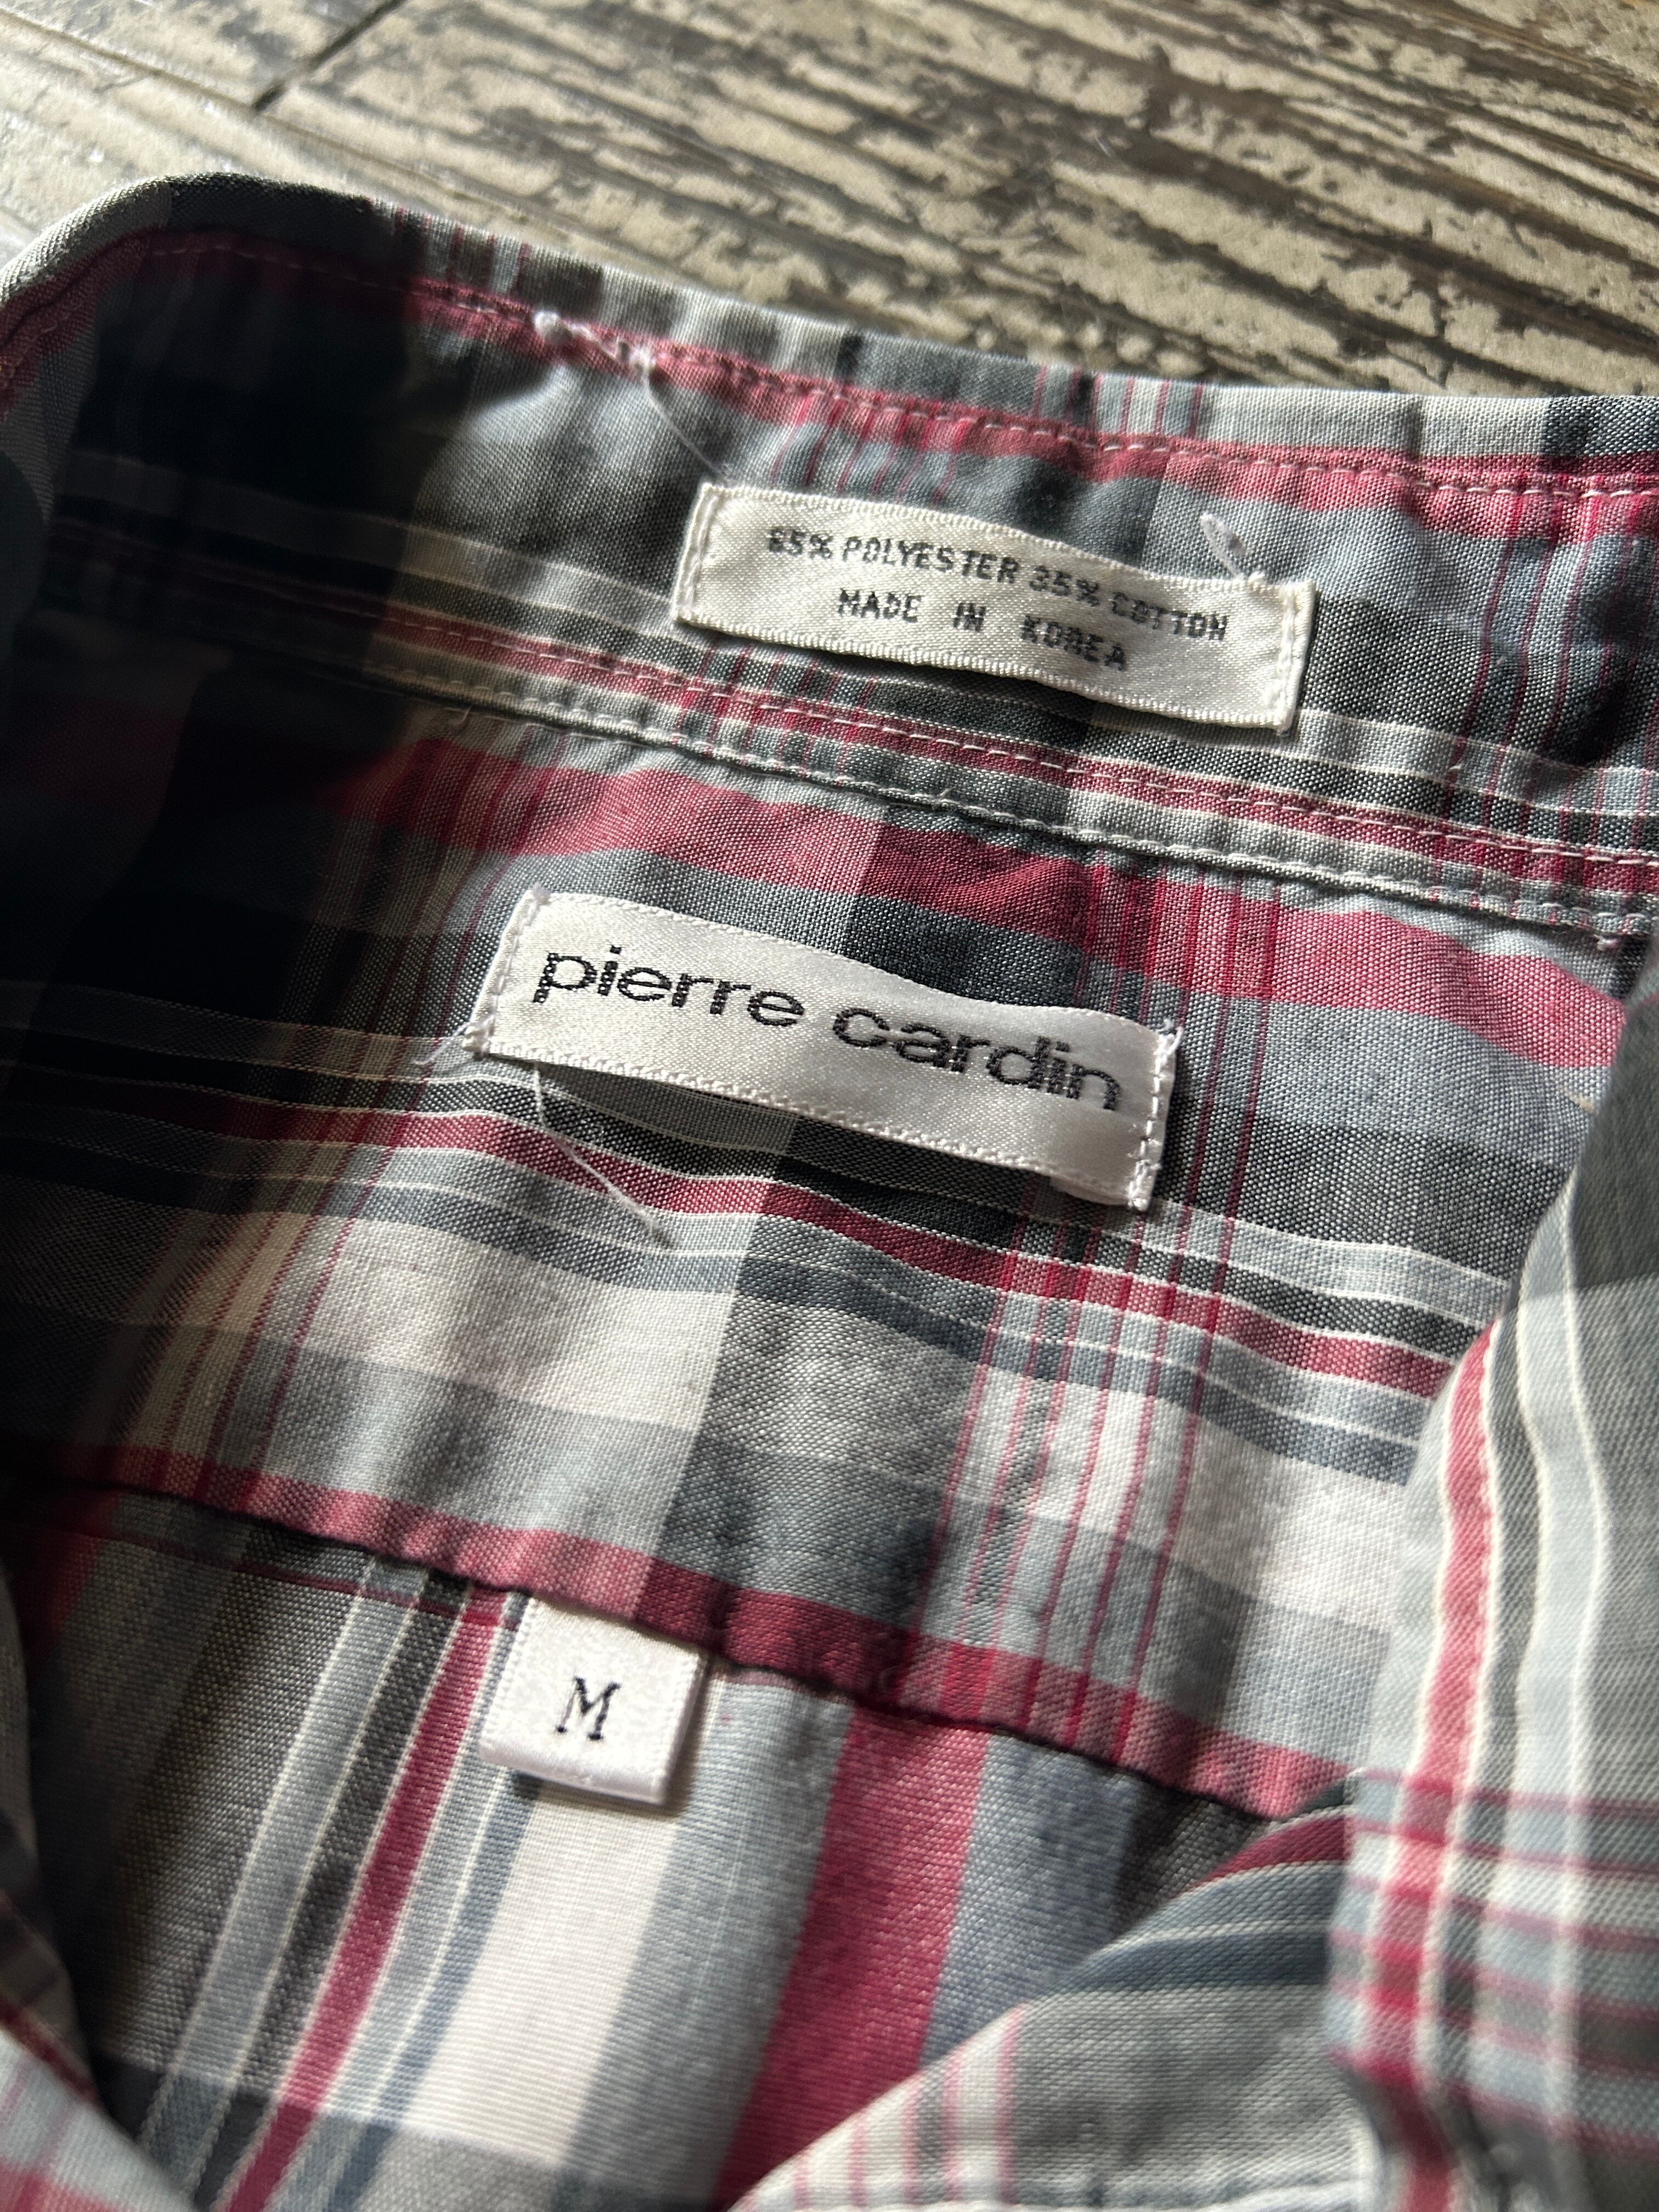 65% POLYESTER 35% COTTON
MADE IN KOREA
pierre cardin
M